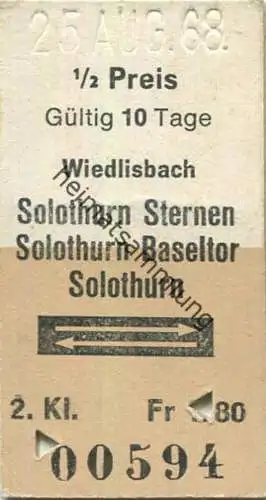 25.AUG.68.
1/2 Preis
Gültig 10 Tage
Wiedlisbach
Solothurn Sternen
Solothurn-Baseltor
Solothurn
2. Kl. Fr .80
00594
heimatsammlung